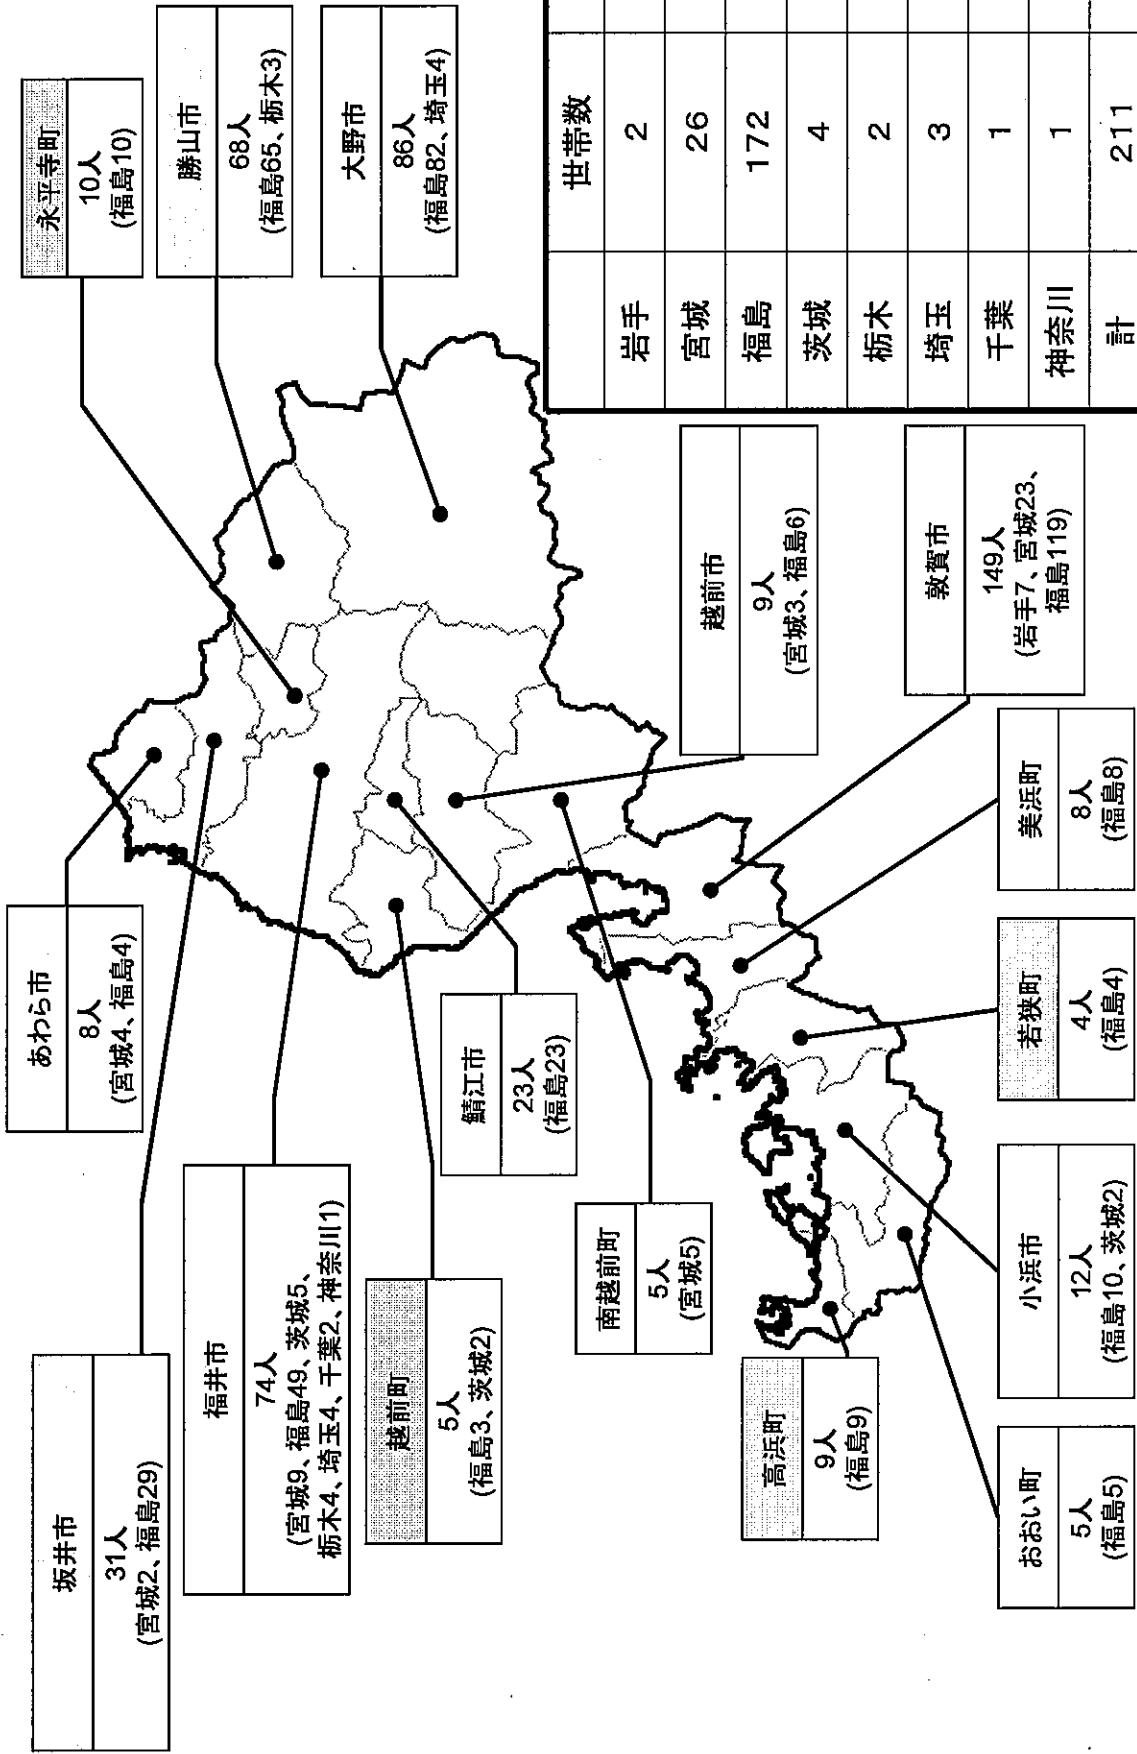 坂井市
31人
(宮城2、福島29)
あわら市
8人
(宮城4、福島4)
永平寺町
10人
(福島10)
勝山市
68人
(福島65、栃木3)
大野市
86人
(福島82、埼玉4)
福井市
74人
(宮城9、福島49、茨城5、
栃木4、埼玉4、千葉2、神奈川(1)
越前町
5人
(福島3、茨城2)
鯖江市
23人
(福島23)
南越前町
5人
(宮城5)
越前市
9人
(宮城3、福島6)
敦賀市
149人
(岩手7、宮城23、
福島119)
高浜町
9人
(福島9)
おおい町
5人
(福島5)
小浜市
12人
(福島10、茨城2)
若狭町
4人
(福島4)
美浜町
8人
(福島8)
世帯数
岩手 2
宮城 26
福島 172
茨城 4
栃木 2
埼玉 3
千葉 1
神奈川 1
計 211